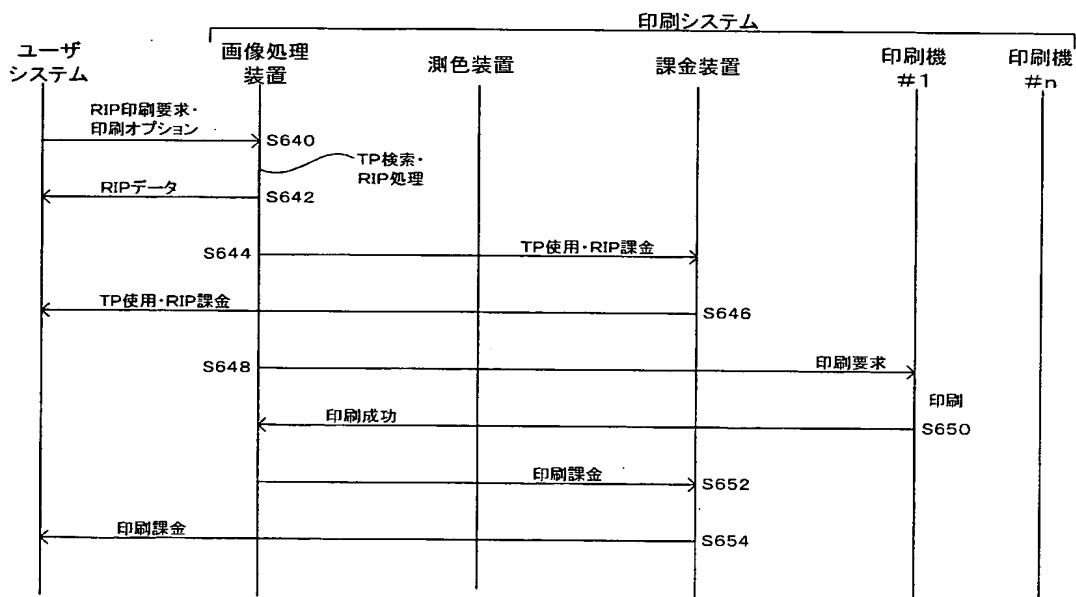 印刷システム
ユーザ
システム
画像処理
装置
測色装置
課金装置
印刷機
#1
印刷機
#n
RIP印刷要求・
印刷オプション
S640
TP検索・
RIP処理
RIPデータ
S642
S644
TP使用・RIP課金
TP使用・RIP課金
S646
S648
印刷要求
印刷
印刷成功
S650
印刷課金
S652
印刷課金
S654